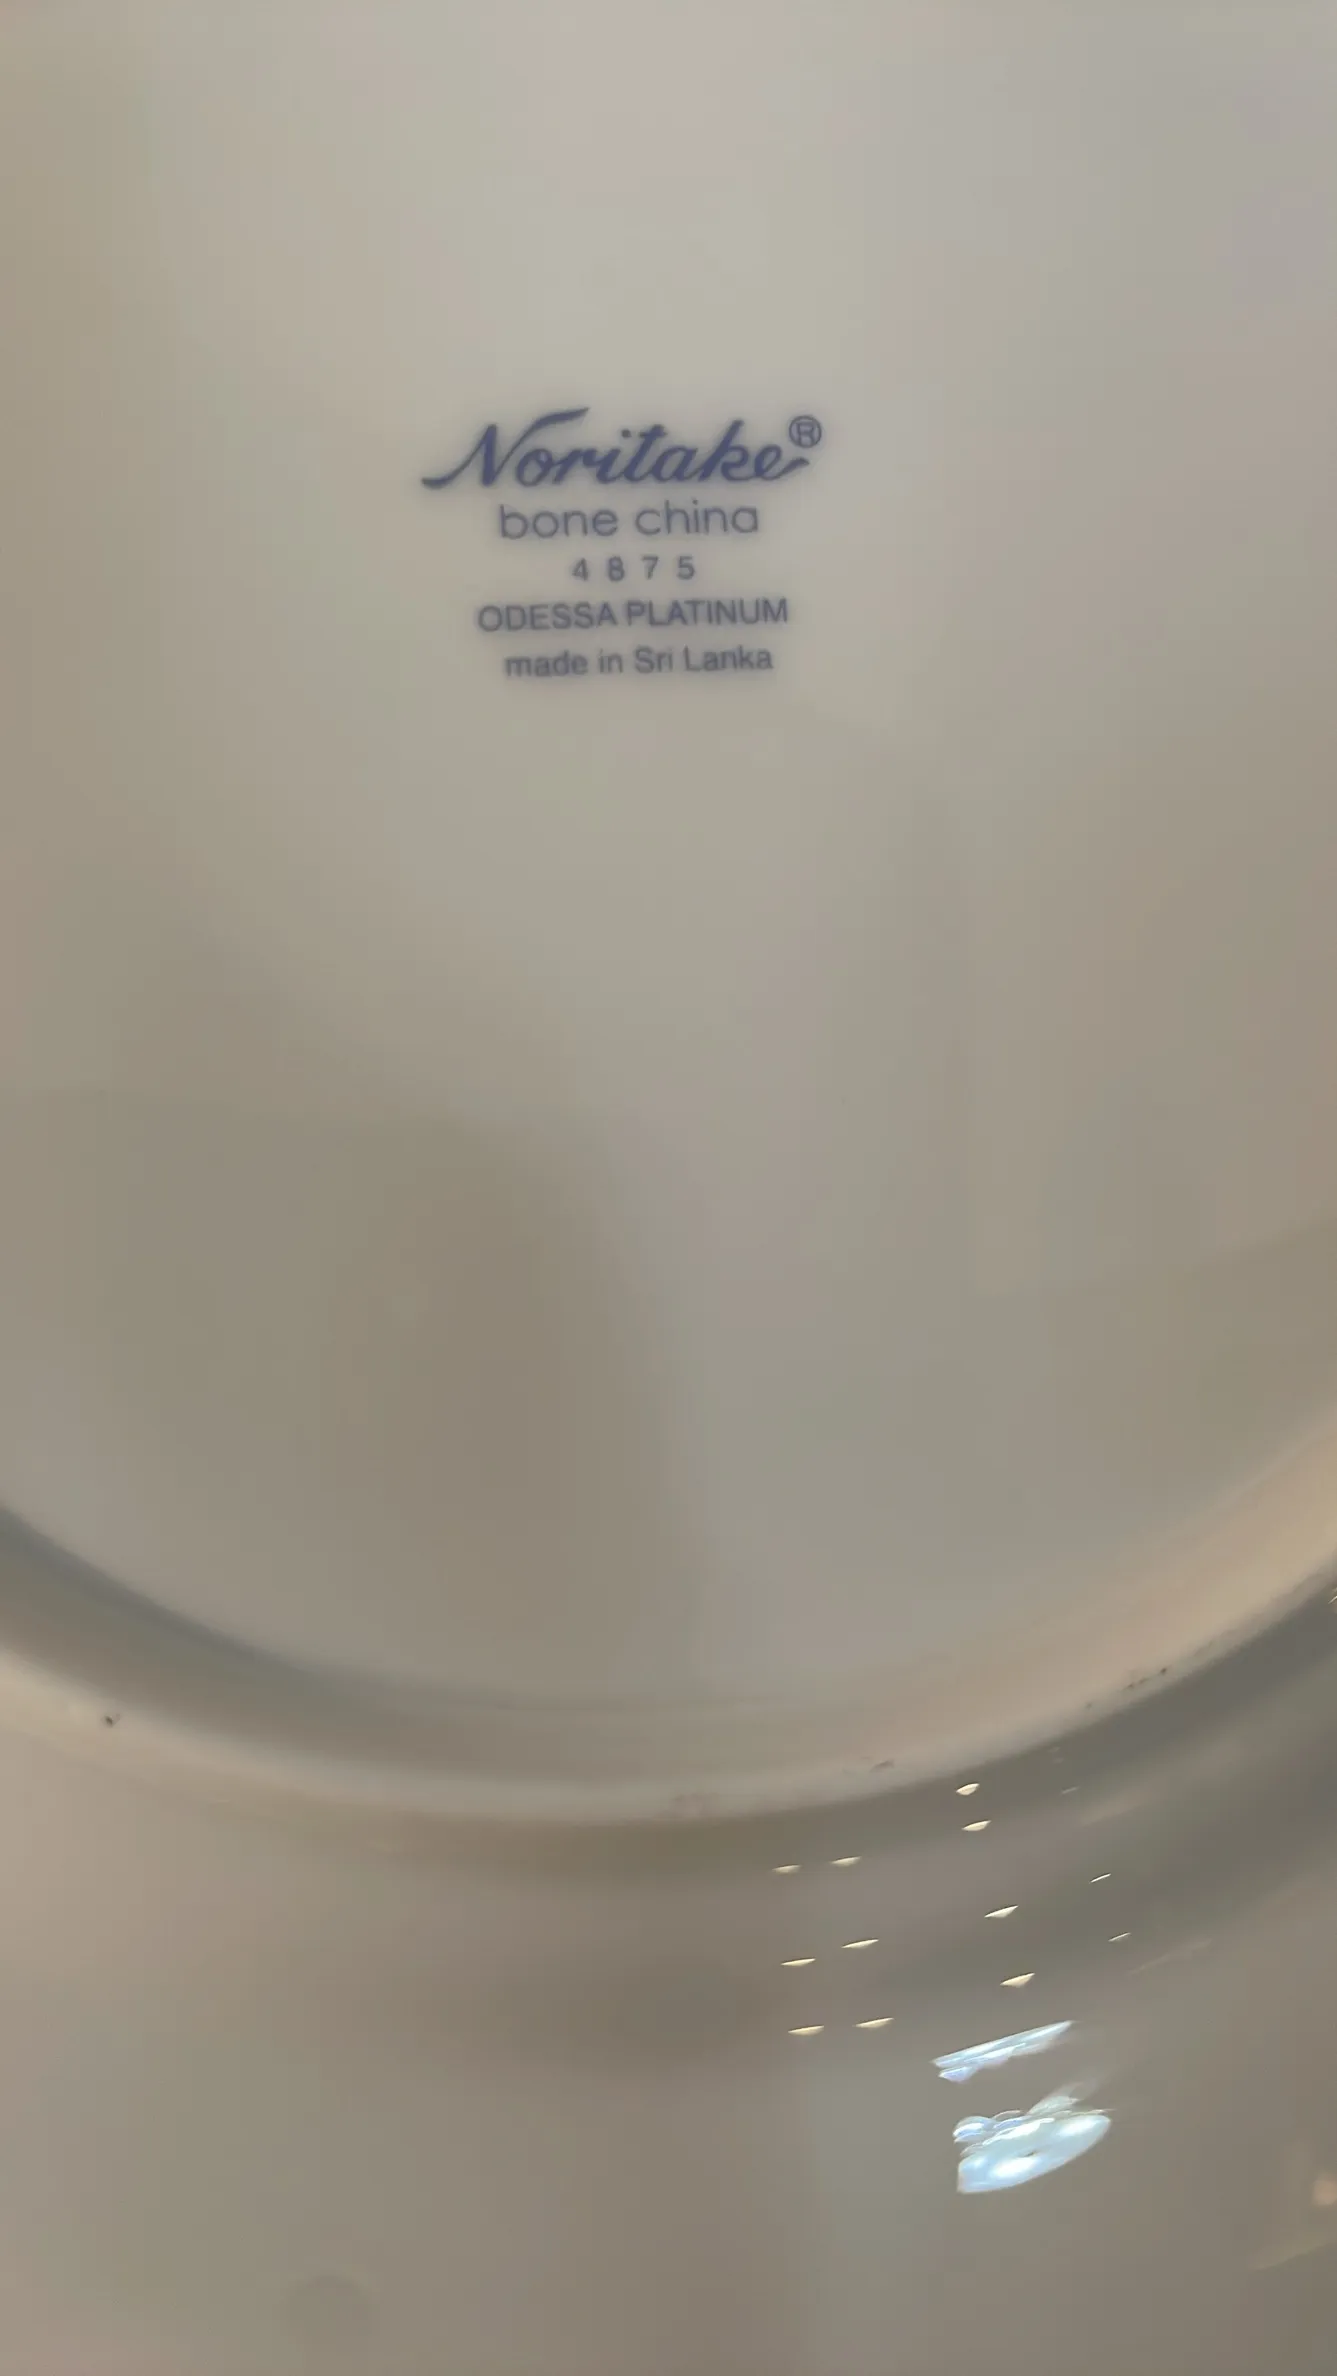 Noritake®
bone china
4875
ODESSA PLATINUM
made in Sri Lanka